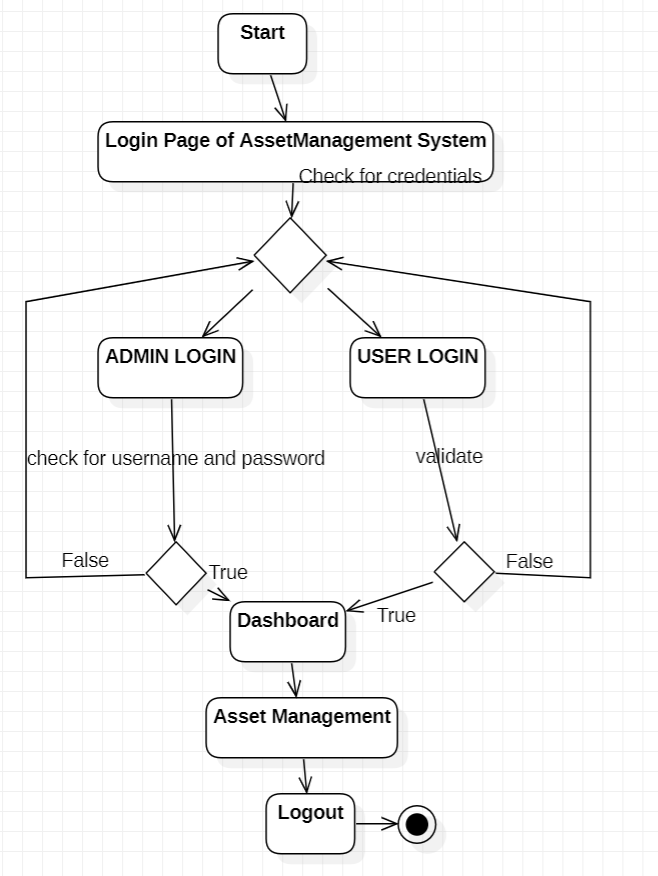 Start
Login Page of AssetManagement System
Check for credentials
ADMIN LOGIN
USER LOGIN
check for username and password
validate
False
True
False
True
Dashboard
Asset Management
Logout